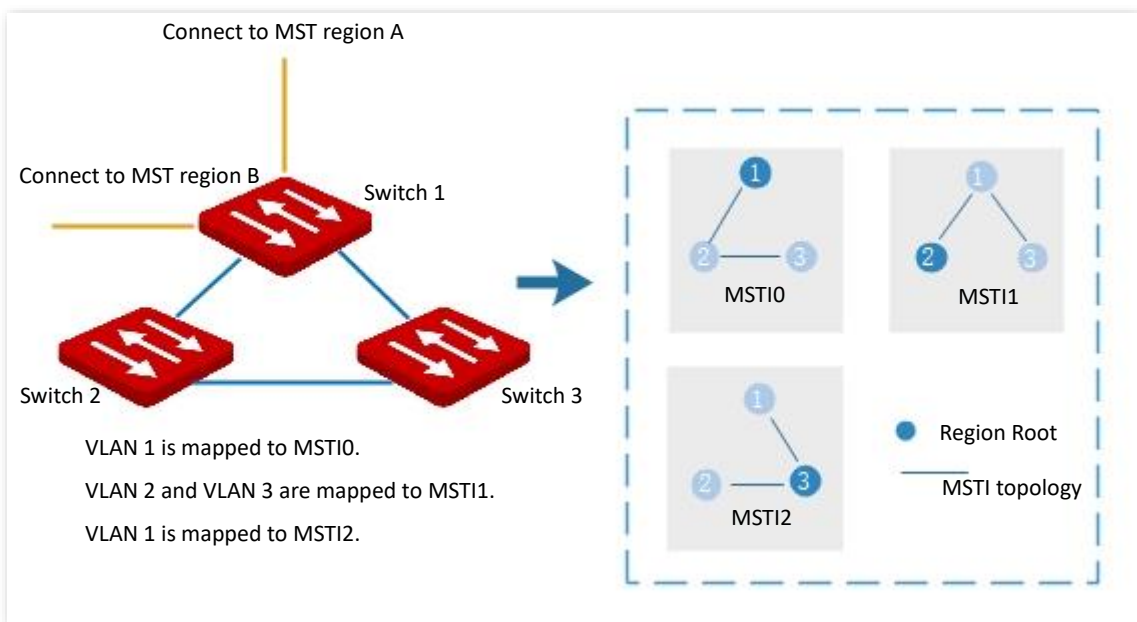 Connect to MST region A
Connect to MST region B
Switch 1
Switch 2
Switch 3
VLAN 1 is mapped to MSTI0.
VLAN 2 and VLAN 3 are mapped to MSTI1.
VLAN 1 is mapped to MSTI2.
1
2
3
MSTI0
1
2
3
MSTI1
1
2
3
MSTI2
Region Root
MSTI topology